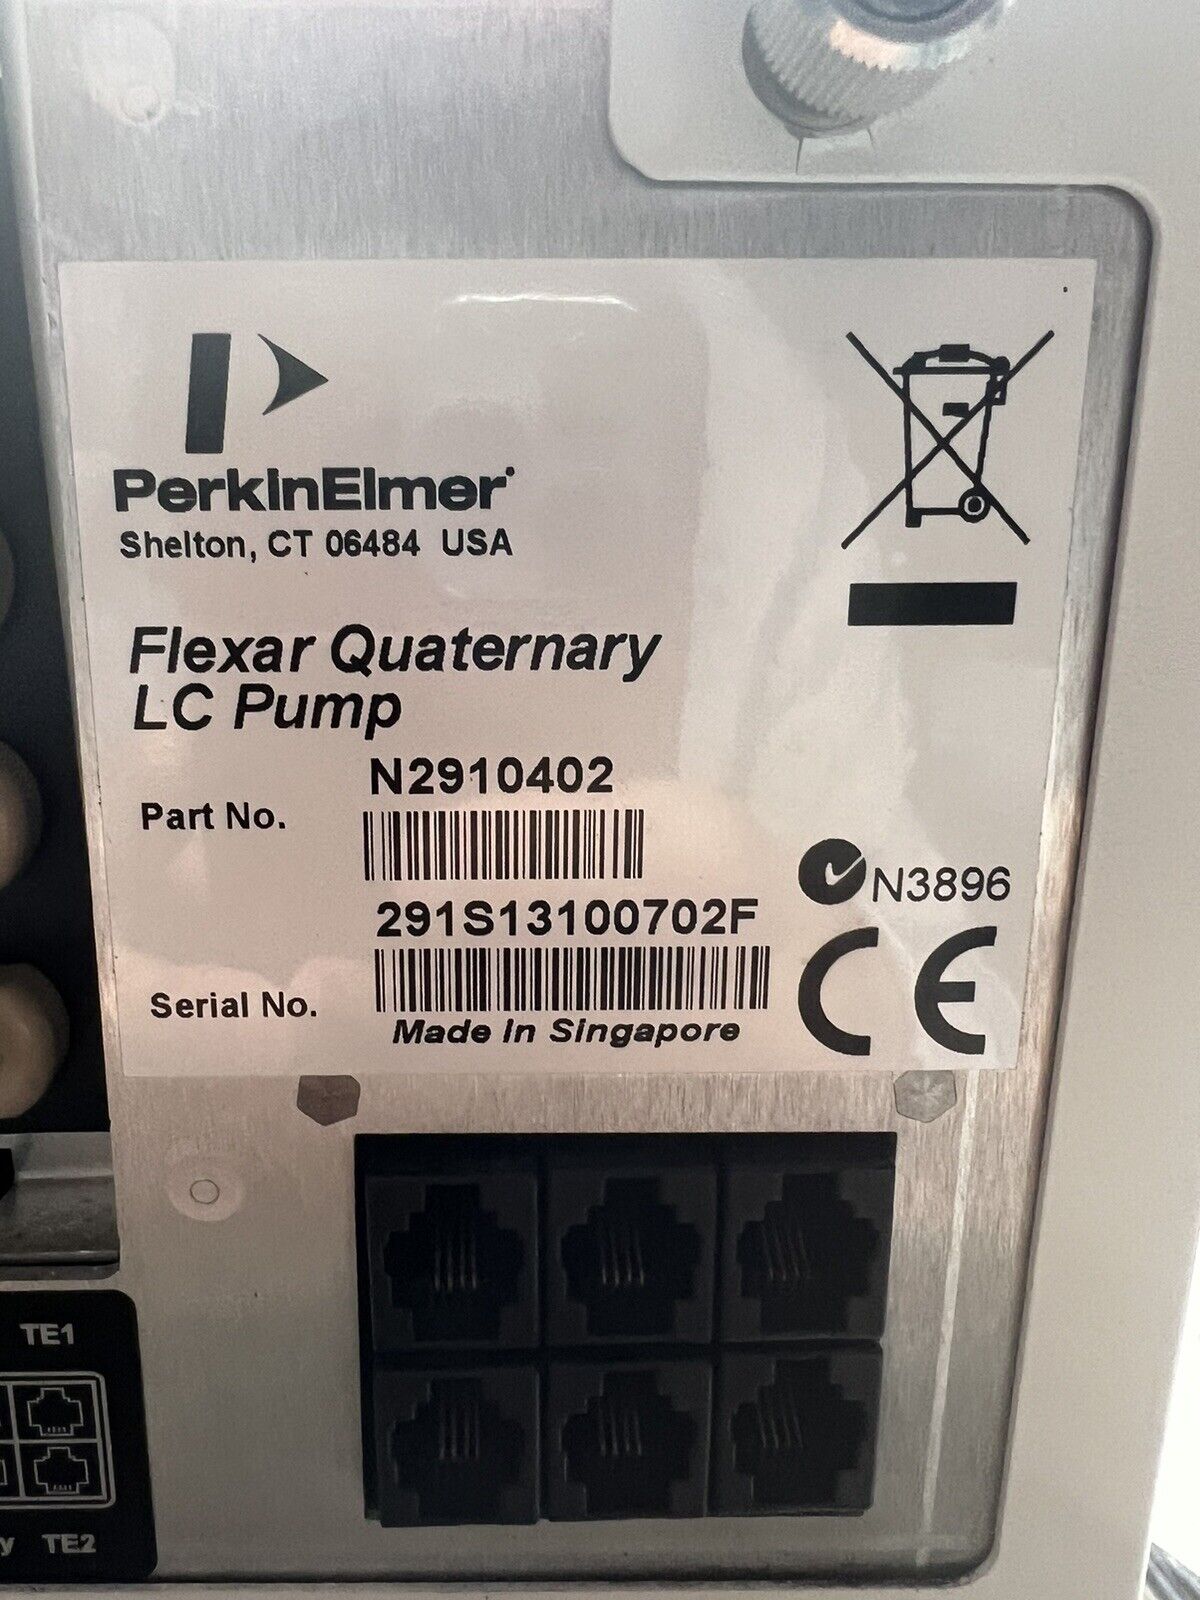 PerkinElmer
Shelton, CT 06484 USA
Flexar Quaternary
LC Pump
N2910402
Part No.
N3896
291S13100702F
Serial No.
Made In Singapore
CE
TE1
y TE2